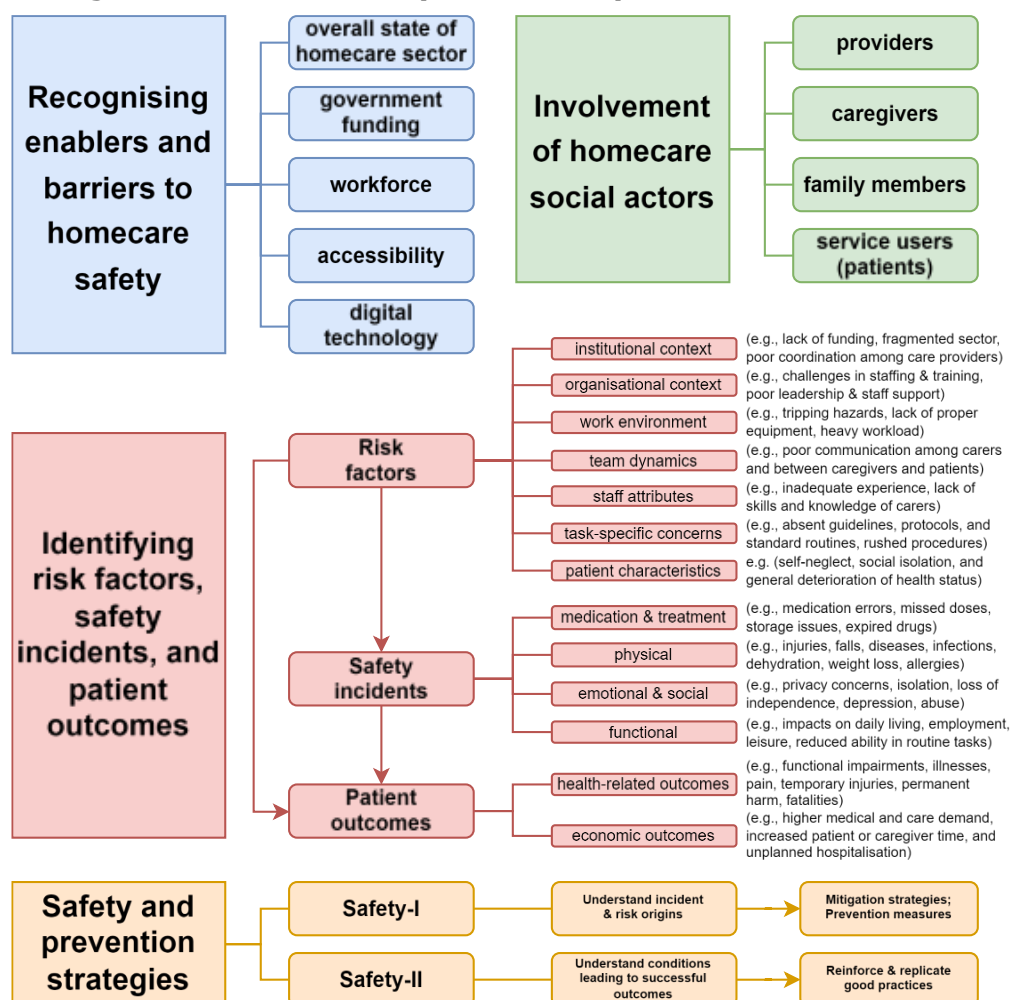 Recognising
enablers and
barriers to
homecare
safety
overall state of
homecare sector
government
funding
workforce
accessibility
digital
technology
Involvement
of homecare
social actors
providers
caregivers
family members
service users
(patients)
Identifying
risk factors,
safety
incidents, and
patient
outcomes
Risk
factors
institutional context
(e.g., lack of funding, fragmented sector,
poor coordination among care providers)
organisational context
(e.g., challenges in staffing & training,
poor leadership & staff support)
work environment
(e.g., tripping hazards, lack of proper
equipment, heavy workload)
team dynamics
(e.g., poor communication among carers
and between caregivers and patients)
staff attributes
(e.g., inadequate experience, lack of
skills and knowledge of carers)
task-specific concerns
(e.g., absent guidelines, protocols, and
standard routines, rushed procedures)
patient characteristics
e.g. (self-neglect, social isolation, and
general deterioration of health status)
Safety
incidents
medication & treatment
(e.g., medication errors, missed doses,
storage issues, expired drugs)
physical
(e.g., injuries, falls, diseases, infections,
dehydration, weight loss, allergies)
emotional & social
(e.g., privacy concerns, isolation, loss of
independence, depression, abuse)
functional
(e.g., impacts on daily living, employment,
leisure, reduced ability in routine tasks)
Patient
outcomes
health-related outcomes
(e.g., functional impairments, illnesses,
pain, temporary injuries, permanent
harm, fatalities)
economic outcomes
(e.g., higher medical and care demand,
increased patient or caregiver time, and
unplanned hospitalisation)
Safety and
prevention
strategies
Safety-I
Understand incident
& risk origins
Mitigation strategies;
Prevention measures
Safety-II
Understand conditions
leading to successful
outcomes
Reinforce & replicate
good practices